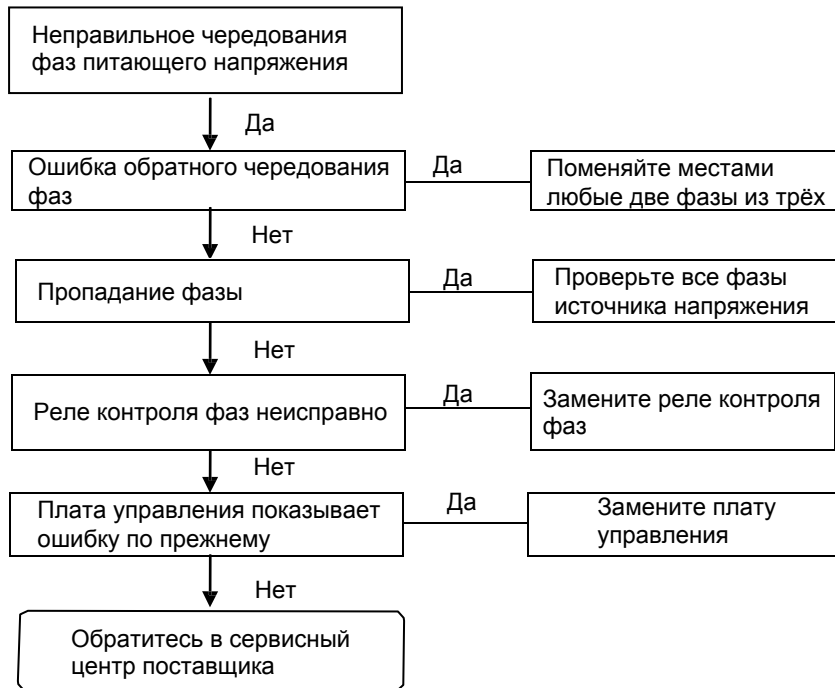 Неправильное чередования
фаз питающего напряжения
Да
Ошибка обратного чередования
фаз
Да
Поменяйте местами
любые две фазы из трёх
Нет
Пропадание фазы
Да
Проверьте все фазы
источника напряжения
Нет
Реле контроля фаз неисправно
Да
Замените реле контроля
фаз
Нет
Плата управления показывает
ошибку по прежнему
Да
Замените плату
управления
Нет
Обратитесь в сервисный
центр поставщика